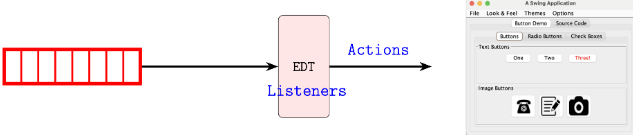 EDT
Listeners
Actions
A Swing Application
File Look & Feel Themes Options
Button Demo Source Code
Buttons Radio Buttons Check Boxes
Text Buttons
One Two Three!
Image Buttons